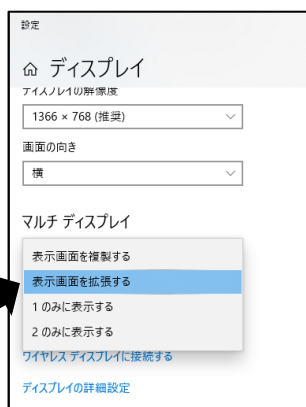 設定
ディスプレイ
ディスプレイの解像度
1366 × 768 (推奨)
画面の向き
横
マルチ ディスプレイ
表示画面を複製する
表示画面を拡張する
1 のみに表示する
2 のみに表示する
ワイヤレス ディスプレイに接続する
ディスプレイの詳細設定